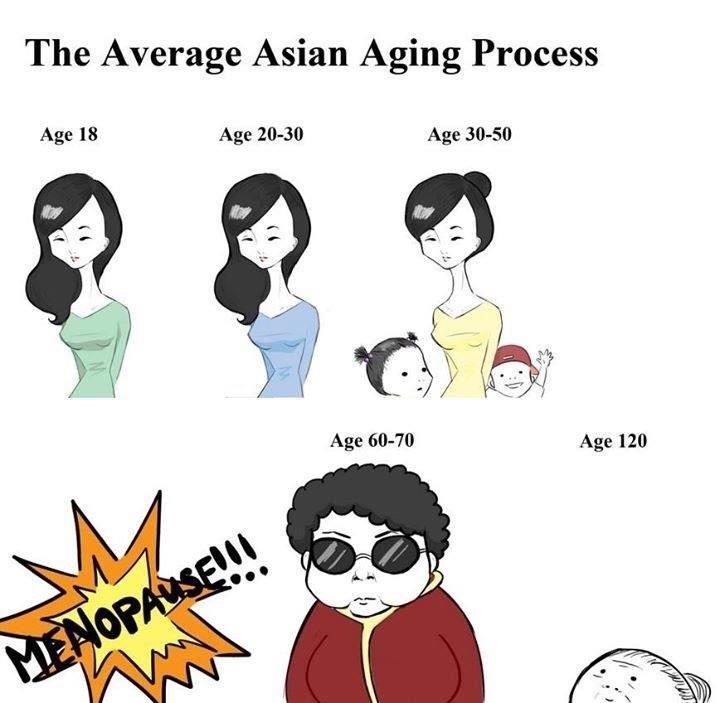 The Average Asian Aging Process
Age 18
Age 20-30
Age 30-50
Age 60-70
Age 120
MENOPAUSE!!!